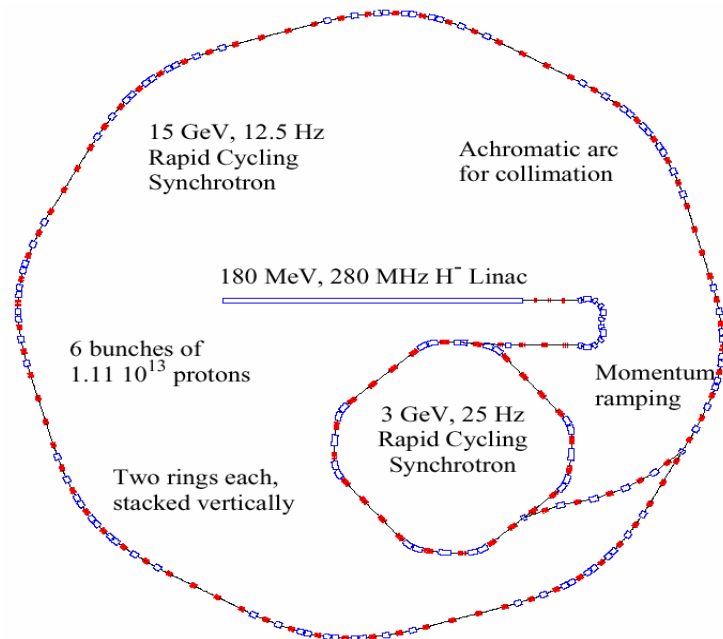 15 GeV, 12.5 Hz
Rapid Cycling
Synchrotron
Achromatic arc
for collimation
180 MeV, 280 MHz H⁻ Linac
6 bunches of
1.11 10¹³ protons
Momentum
ramping
3 GeV, 25 Hz
Rapid Cycling
Synchrotron
Two rings each,
stacked vertically